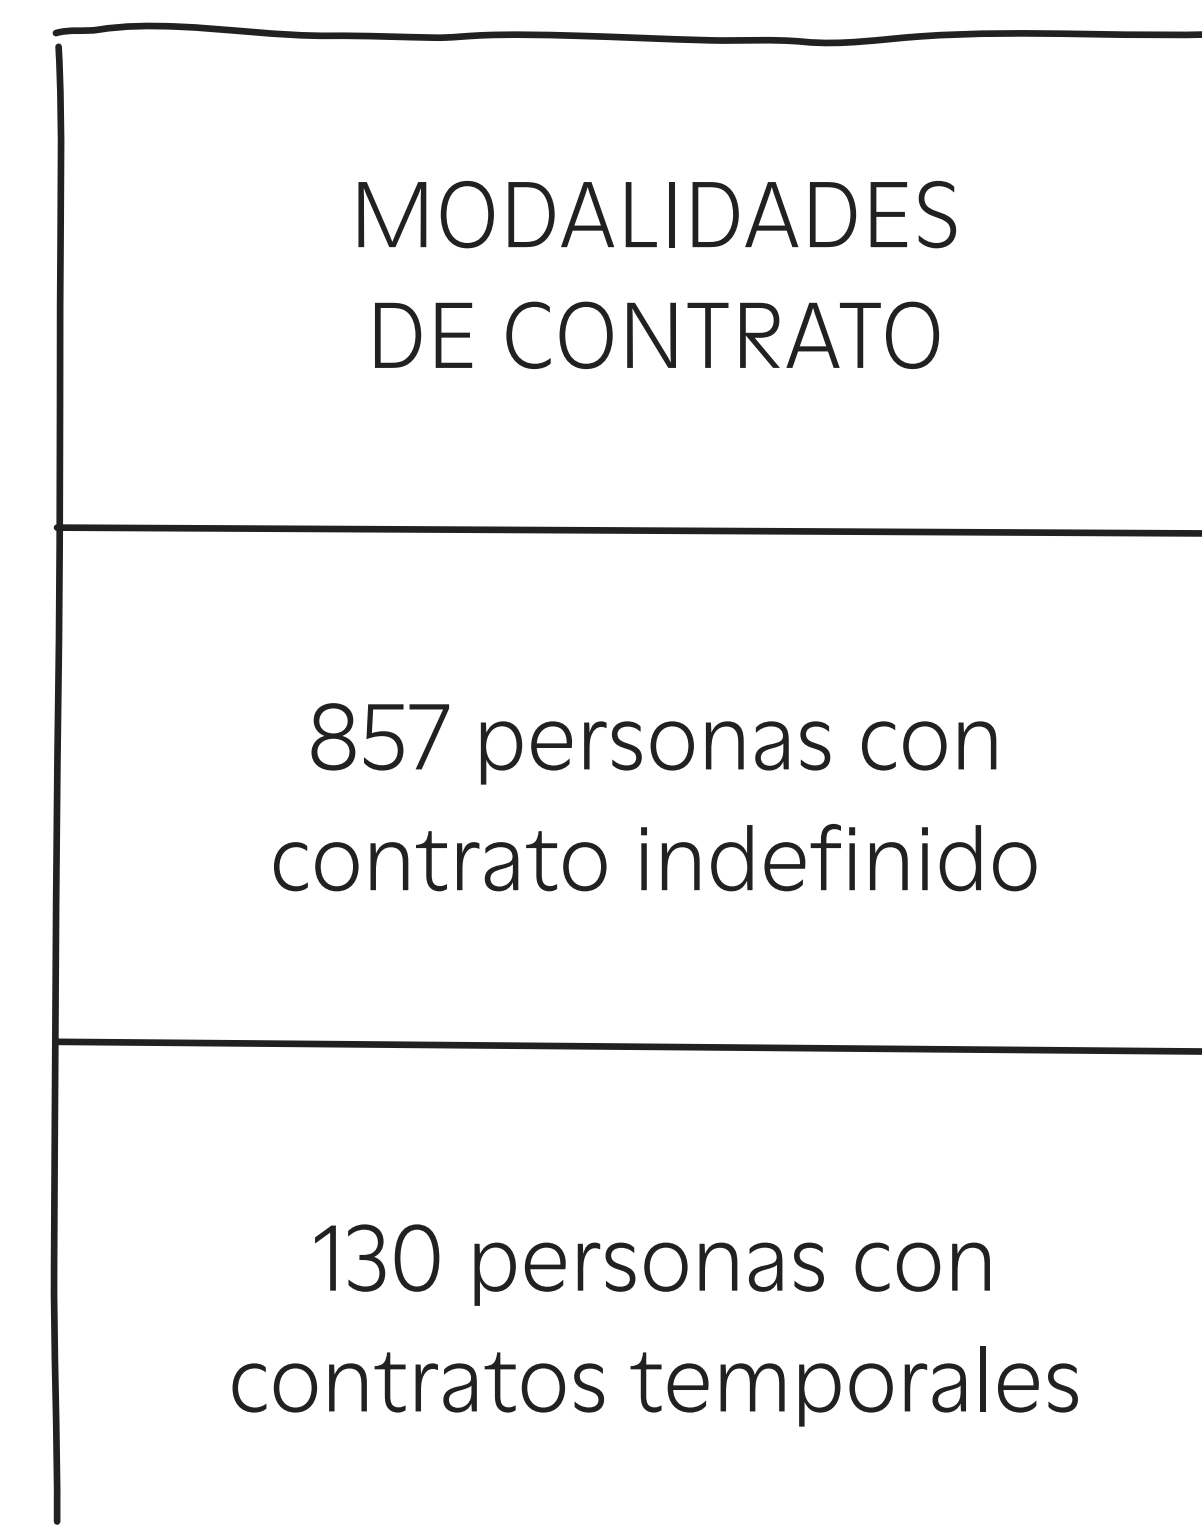 MODALIDADES
DE CONTRATO
857 personas con
contrato indefinido
130 personas con
contratos temporales